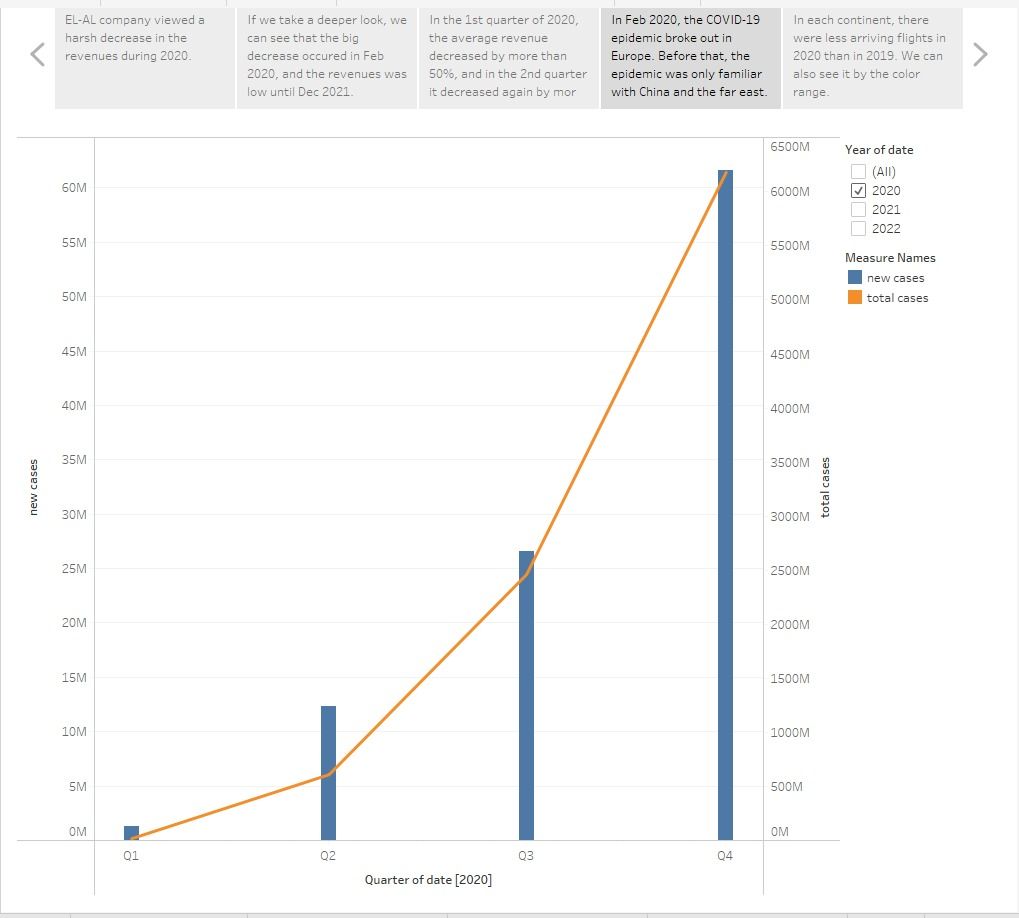 EL-AL company viewed a
harsh decrease in the
revenues during 2020.
If we take a deeper look, we
can see that the big
decrease occured in Feb
2020, and the revenues was
low until Dec 2021.
In the 1st quarter of 2020,
the average revenue
decreased by more than
50%, and in the 2nd quarter
it decreased again by mor
In Feb 2020, the COVID-19
epidemic broke out in
Europe. Before that, the
epidemic was only familiar
with China and the far east.
In each continent, there
were less arriving flights in
2020 than in 2019. We can
also see it by the color
range.
new cases
60M
55M
50M
45M
40M
35M
30M
25M
20M
15M
10M
5M
0M
6500M
6000M
5500M
5000M
4500M
4000M
3500M
3000M
2500M
2000M
1500M
1000M
500M
0M
total cases
Q1
Q2
Q3
Q4
Quarter of date [2020]
Year of date
(All)
2020
2021
2022
Measure Names
new cases
total cases